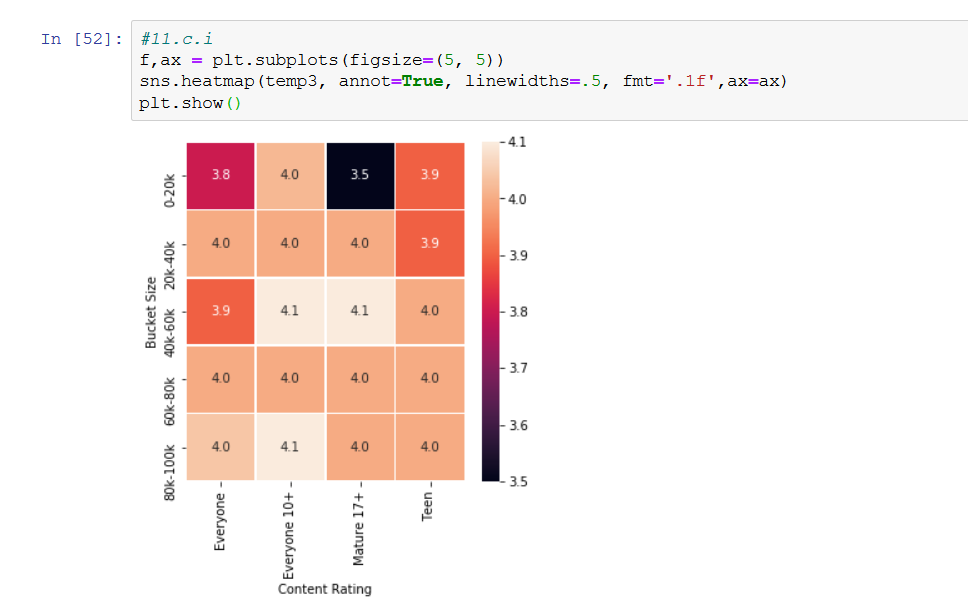 In [52]: #11.c.i
f,ax = plt.subplots(figsize=(5, 5))
sns.heatmap(temp3, annot=True, linewidths=.5, fmt='.1f',ax=ax)
plt.show()
Bucket Size
0-20k 3.8 4.0 3.5 3.9
20k-40k 4.0 4.0 4.0 3.9
40k-60k 3.9 4.1 4.1 4.0
60k-80k 4.0 4.0 4.0 4.0
80k-100k 4.0 4.1 4.0 4.0
Everyone Everyone 10+ Mature 17+ Teen
Content Rating
4.1
4.0
3.9
3.8
3.7
3.6
3.5